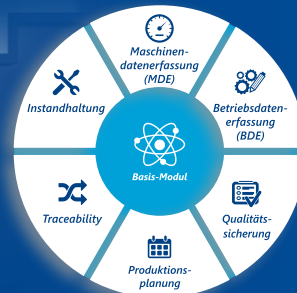 Maschinen-
datenerfassung
(MDE)
Betriebsdaten-
erfassung
(BDE)
Qualitäts-
sicherung
Produktions-
planung
Traceability
Instandhaltung
Basis-Modul